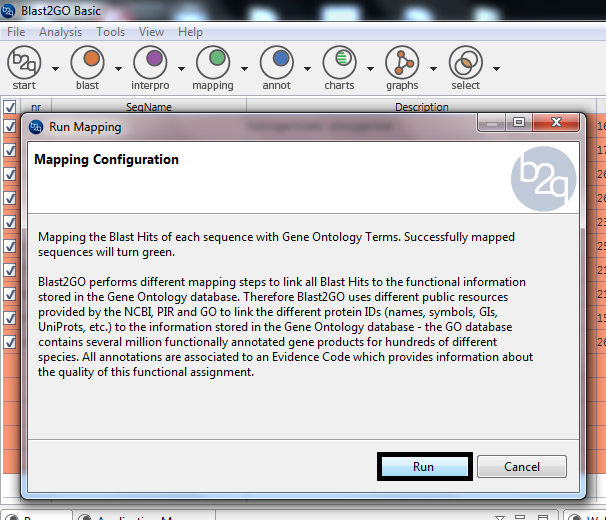 Blast2GO Basic
File Analysis Tools View Help
b2g
start blast interpro mapping annot charts graphs select
nr SeqName Description
Run Mapping
Mapping Configuration
b2g
Mapping the Blast Hits of each sequence with Gene Ontology Terms. Successfully mapped
sequences will turn green.
Blast2GO performs different mapping steps to link all Blast Hits to the functional information
stored in the Gene Ontology database. Therefore Blast2GO uses different public resources
provided by the NCBI, PIR and GO to link the different protein IDs (names, symbols, GIs,
UniProts, etc.) to the information stored in the Gene Ontology database - the GO database
contains several million functionally annotated gene products for hundreds of different
species. All annotations are associated to an Evidence Code which provides information about
the quality of this functional assignment.
Run Cancel